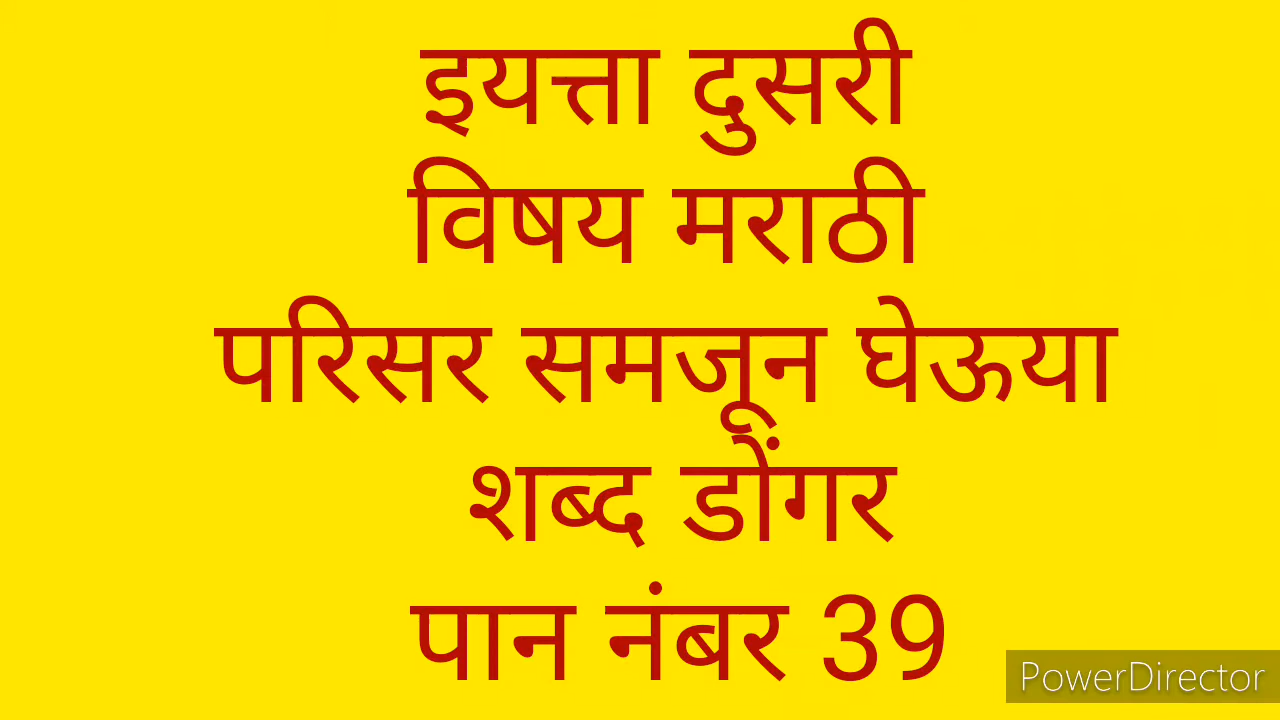 इयत्ता दुसरी
विषय मराठी
परिसर समजून घेऊया
शब्द डोंगर
पान नंबर 39
PowerDirector